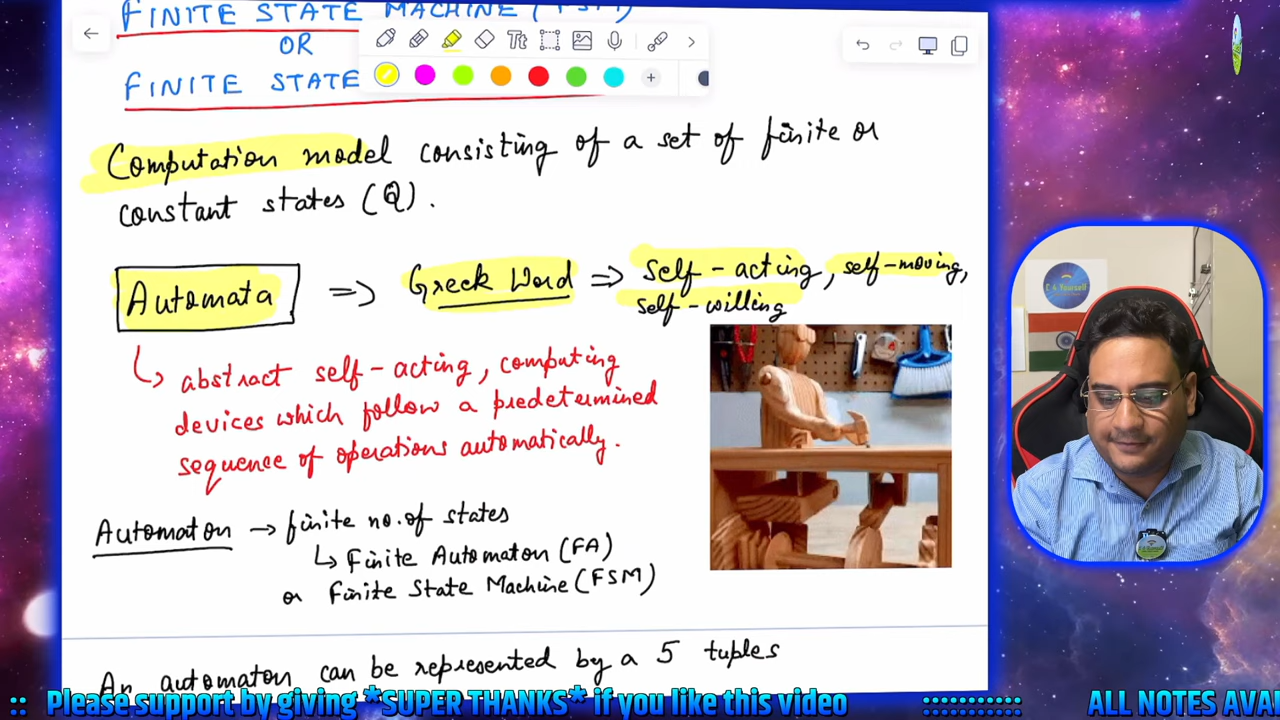 FINITE STATE MACHINE (FSM)
OR
FINITE STATE
Computation model consisting of a set of finite or
constant states (Q).
Automata => Greek Word => Self-acting, self-moving,
self-willing
abstract self-acting, computing
devices which follow a predetermined
sequence of operations automatically.
Automaton → finite no. of states
Finite Automaton (FA)
or Finite State Machine (FSM)
An automaton can be represented by a 5 tuples
:: Please support by giving *SUPER THANKS* if you like this video :::::::::: ALL NOTES AVA